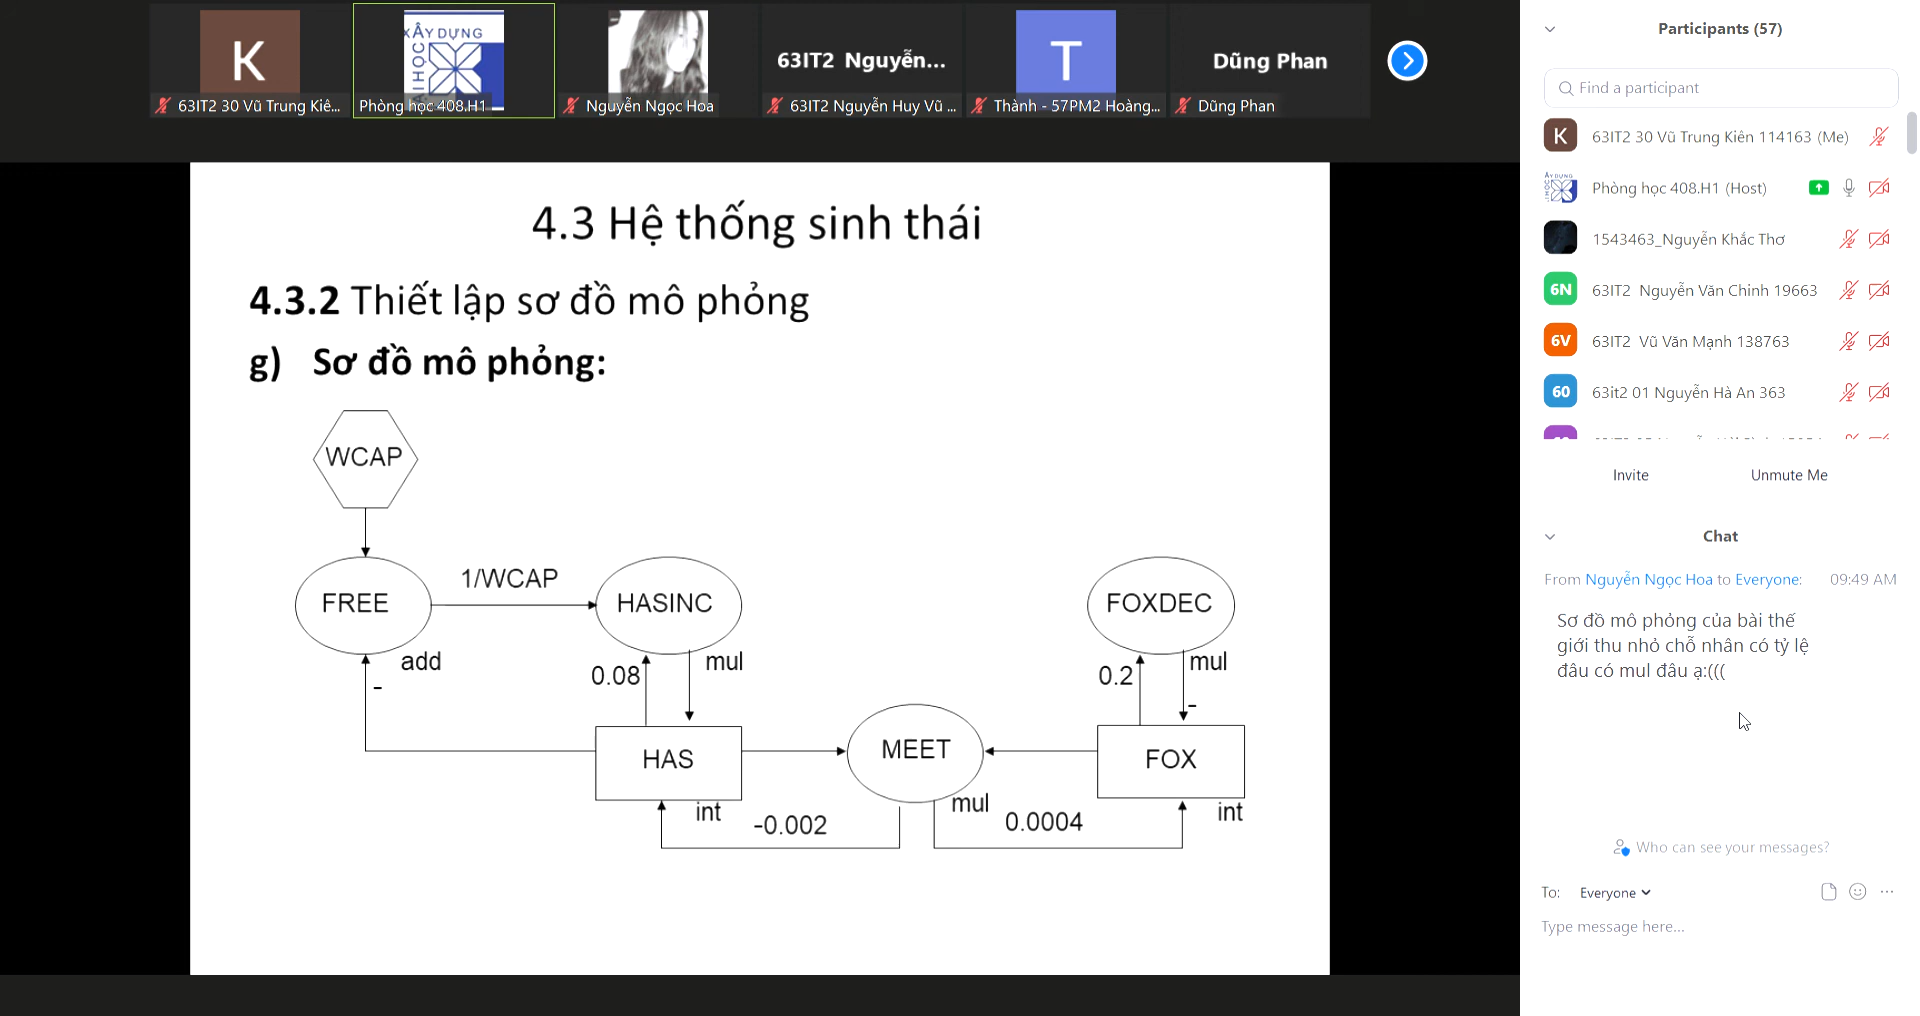 K
XÂY DỰNG
63IT2 Nguyễn...
T
Dũng Phan
63IT2 30 Vũ Trung Kiê...
Phòng học 408.H1
Nguyễn Ngọc Hoa
63IT2 Nguyễn Huy Vũ ...
Thành - 57PM2 Hoàng...
Dũng Phan
4.3 Hệ thống sinh thái
4.3.2 Thiết lập sơ đồ mô phỏng
g) Sơ đồ mô phỏng:
WCAP
FREE
1/WCAP
HASINC
FOXDEC
add
-
0.08
mul
0.2
mul
-
HAS
MEET
FOX
int
-0.002
mul
0.0004
int
Participants (57)
Find a participant
K
63IT2 30 Vũ Trung Kiên 114163 (Me)
Phòng học 408.H1 (Host)
1543463_Nguyễn Khắc Thơ
6N
63IT2 Nguyễn Văn Chỉnh 19663
6V
63IT2 Vũ Văn Mạnh 138763
60
63it2 01 Nguyễn Hà An 363
Invite
Unmute Me
Chat
From Nguyễn Ngọc Hoa to Everyone:
09:49 AM
Sơ đồ mô phỏng của bài thế
giới thu nhỏ chỗ nhân có tỷ lệ
đâu có mul đâu ạ:(((
Who can see your messages?
To: Everyone
...
Type message here...